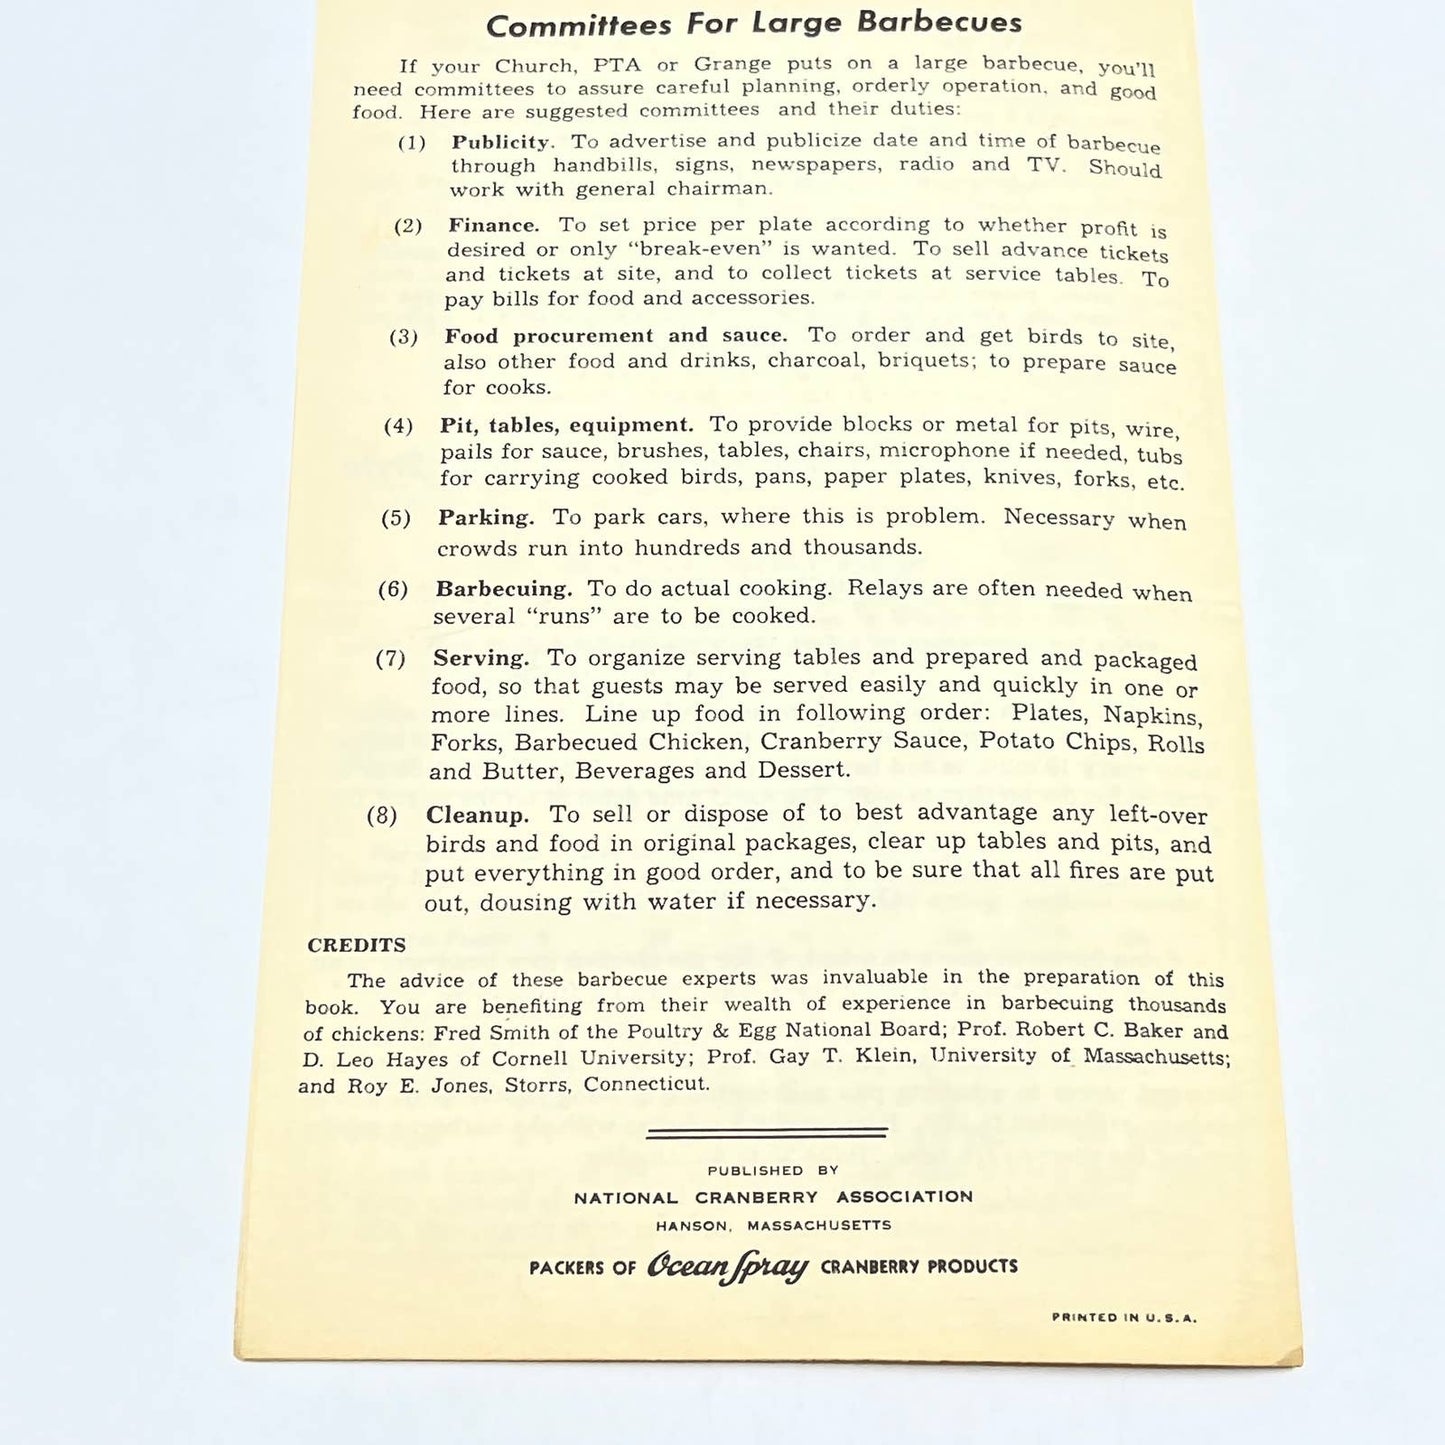 Committees For Large Barbecues
If your Church, PTA or Grange puts on a large barbecue, you'll
need committees to assure careful planning, orderly operation, and good
food. Here are suggested committees and their duties:
(1) Publicity. To advertise and publicize date and time of barbecue
through handbills, signs, newspapers, radio and TV. Should
work with general chairman.
(2) Finance. To set price per plate according to whether profit is
desired or only “break-even” is wanted. To sell advance tickets
and tickets at site, and to collect tickets at service tables. To
pay bills for food and accessories.
(3) Food procurement and sauce. To order and get birds to site,
also other food and drinks, charcoal, briquets; to prepare sauce
for cooks.
(4) Pit, tables, equipment. To provide blocks or metal for pits, wire,
pails for sauce, brushes, tables, chairs, microphone if needed, tubs
for carrying cooked birds, pans, paper plates, knives, forks, etc.
(5) Parking. To park cars, where this is problem. Necessary when
crowds run into hundreds and thousands.
(6) Barbecuing. To do actual cooking. Relays are often needed when
several “runs” are to be cooked.
(7) Serving. To organize serving tables and prepared and packaged
food, so that guests may be served easily and quickly in one or
more lines. Line up food in following order: Plates, Napkins,
Forks, Barbecued Chicken, Cranberry Sauce, Potato Chips, Rolls
and Butter, Beverages and Dessert.
(8) Cleanup. To sell or dispose of to best advantage any left-over
birds and food in original packages, clear up tables and pits, and
put everything in good order, and to be sure that all fires are put
out, dousing with water if necessary.
CREDITS
The advice of these barbecue experts was invaluable in the preparation of this
book. You are benefiting from their wealth of experience in barbecuing thousands
of chickens: Fred Smith of the Poultry & Egg National Board; Prof. Robert C. Baker and
D. Leo Hayes of Cornell University; Prof. Gay T. Klein, University of Massachusetts;
and Roy E. Jones, Storrs, Connecticut.
PUBLISHED BY
NATIONAL CRANBERRY ASSOCIATION
HANSON, MASSACHUSETTS
PACKERS OF Ocean Spray CRANBERRY PRODUCTS
PRINTED IN U.S.A.